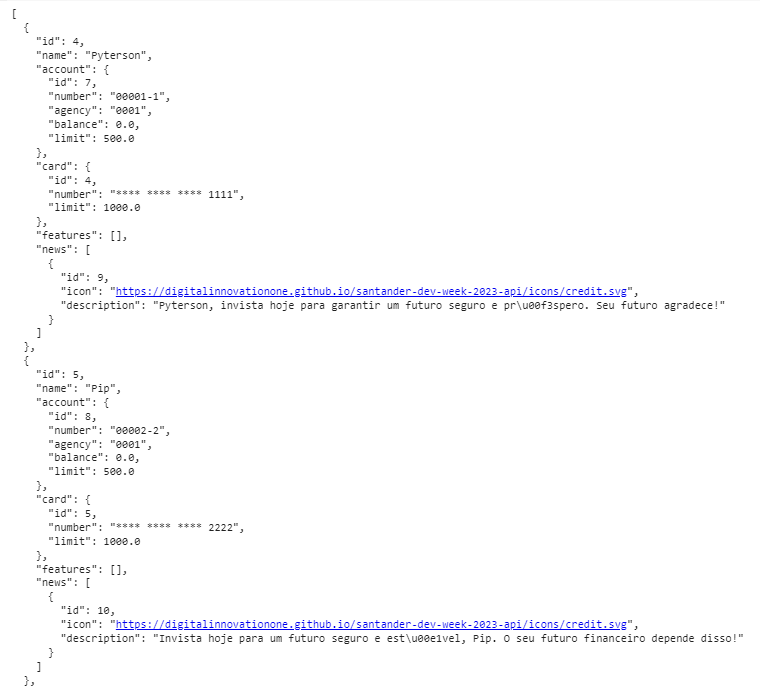 [
  {
    "id": 4,
    "name": "Pyterson",
    "account": {
      "id": 7,
      "number": "00001-1",
      "agency": "0001",
      "balance": 0.0,
      "limit": 500.0
    },
    "card": {
      "id": 4,
      "number": "**** **** **** 1111",
      "limit": 1000.0
    },
    "features": [],
    "news": [
      {
        "id": 9,
        "icon": "https://digitalinnovationone.github.io/santander-dev-week-2023-api/icons/credit.svg",
        "description": "Pyterson, invista hoje para garantir um futuro seguro e pr\u00f3spero. Seu futuro agradece!"
      }
    ]
  },
  {
    "id": 5,
    "name": "Pip",
    "account": {
      "id": 8,
      "number": "00002-2",
      "agency": "0001",
      "balance": 0.0,
      "limit": 500.0
    },
    "card": {
      "id": 5,
      "number": "**** **** **** 2222",
      "limit": 1000.0
    },
    "features": [],
    "news": [
      {
        "id": 10,
        "icon": "https://digitalinnovationone.github.io/santander-dev-week-2023-api/icons/credit.svg",
        "description": "Invista hoje para um futuro seguro e est\u00e1vel, Pip. O seu futuro financeiro depende disso!"
      }
    ]
  },